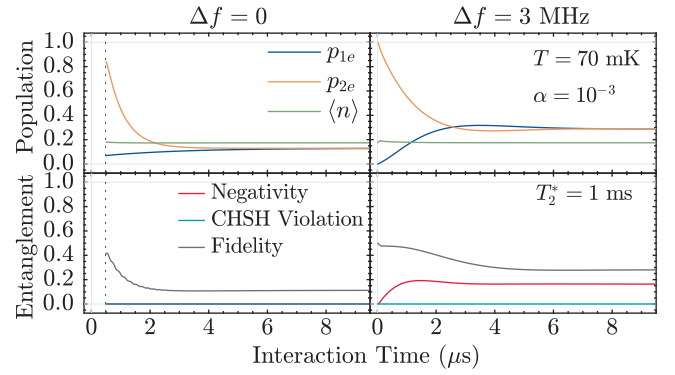 Δf = 0
Δf = 3 MHz
Population
1.0
0.8
0.6
0.4
0.2
0.0
p1e
p2e
⟨n⟩
T = 70 mK
α = 10⁻³
Entanglement
1.0
0.8
0.6
0.4
0.2
0.0
Negativity
CHSH Violation
Fidelity
T₂* = 1 ms
0 2 4 6 8
0 2 4 6 8
Interaction Time (μs)